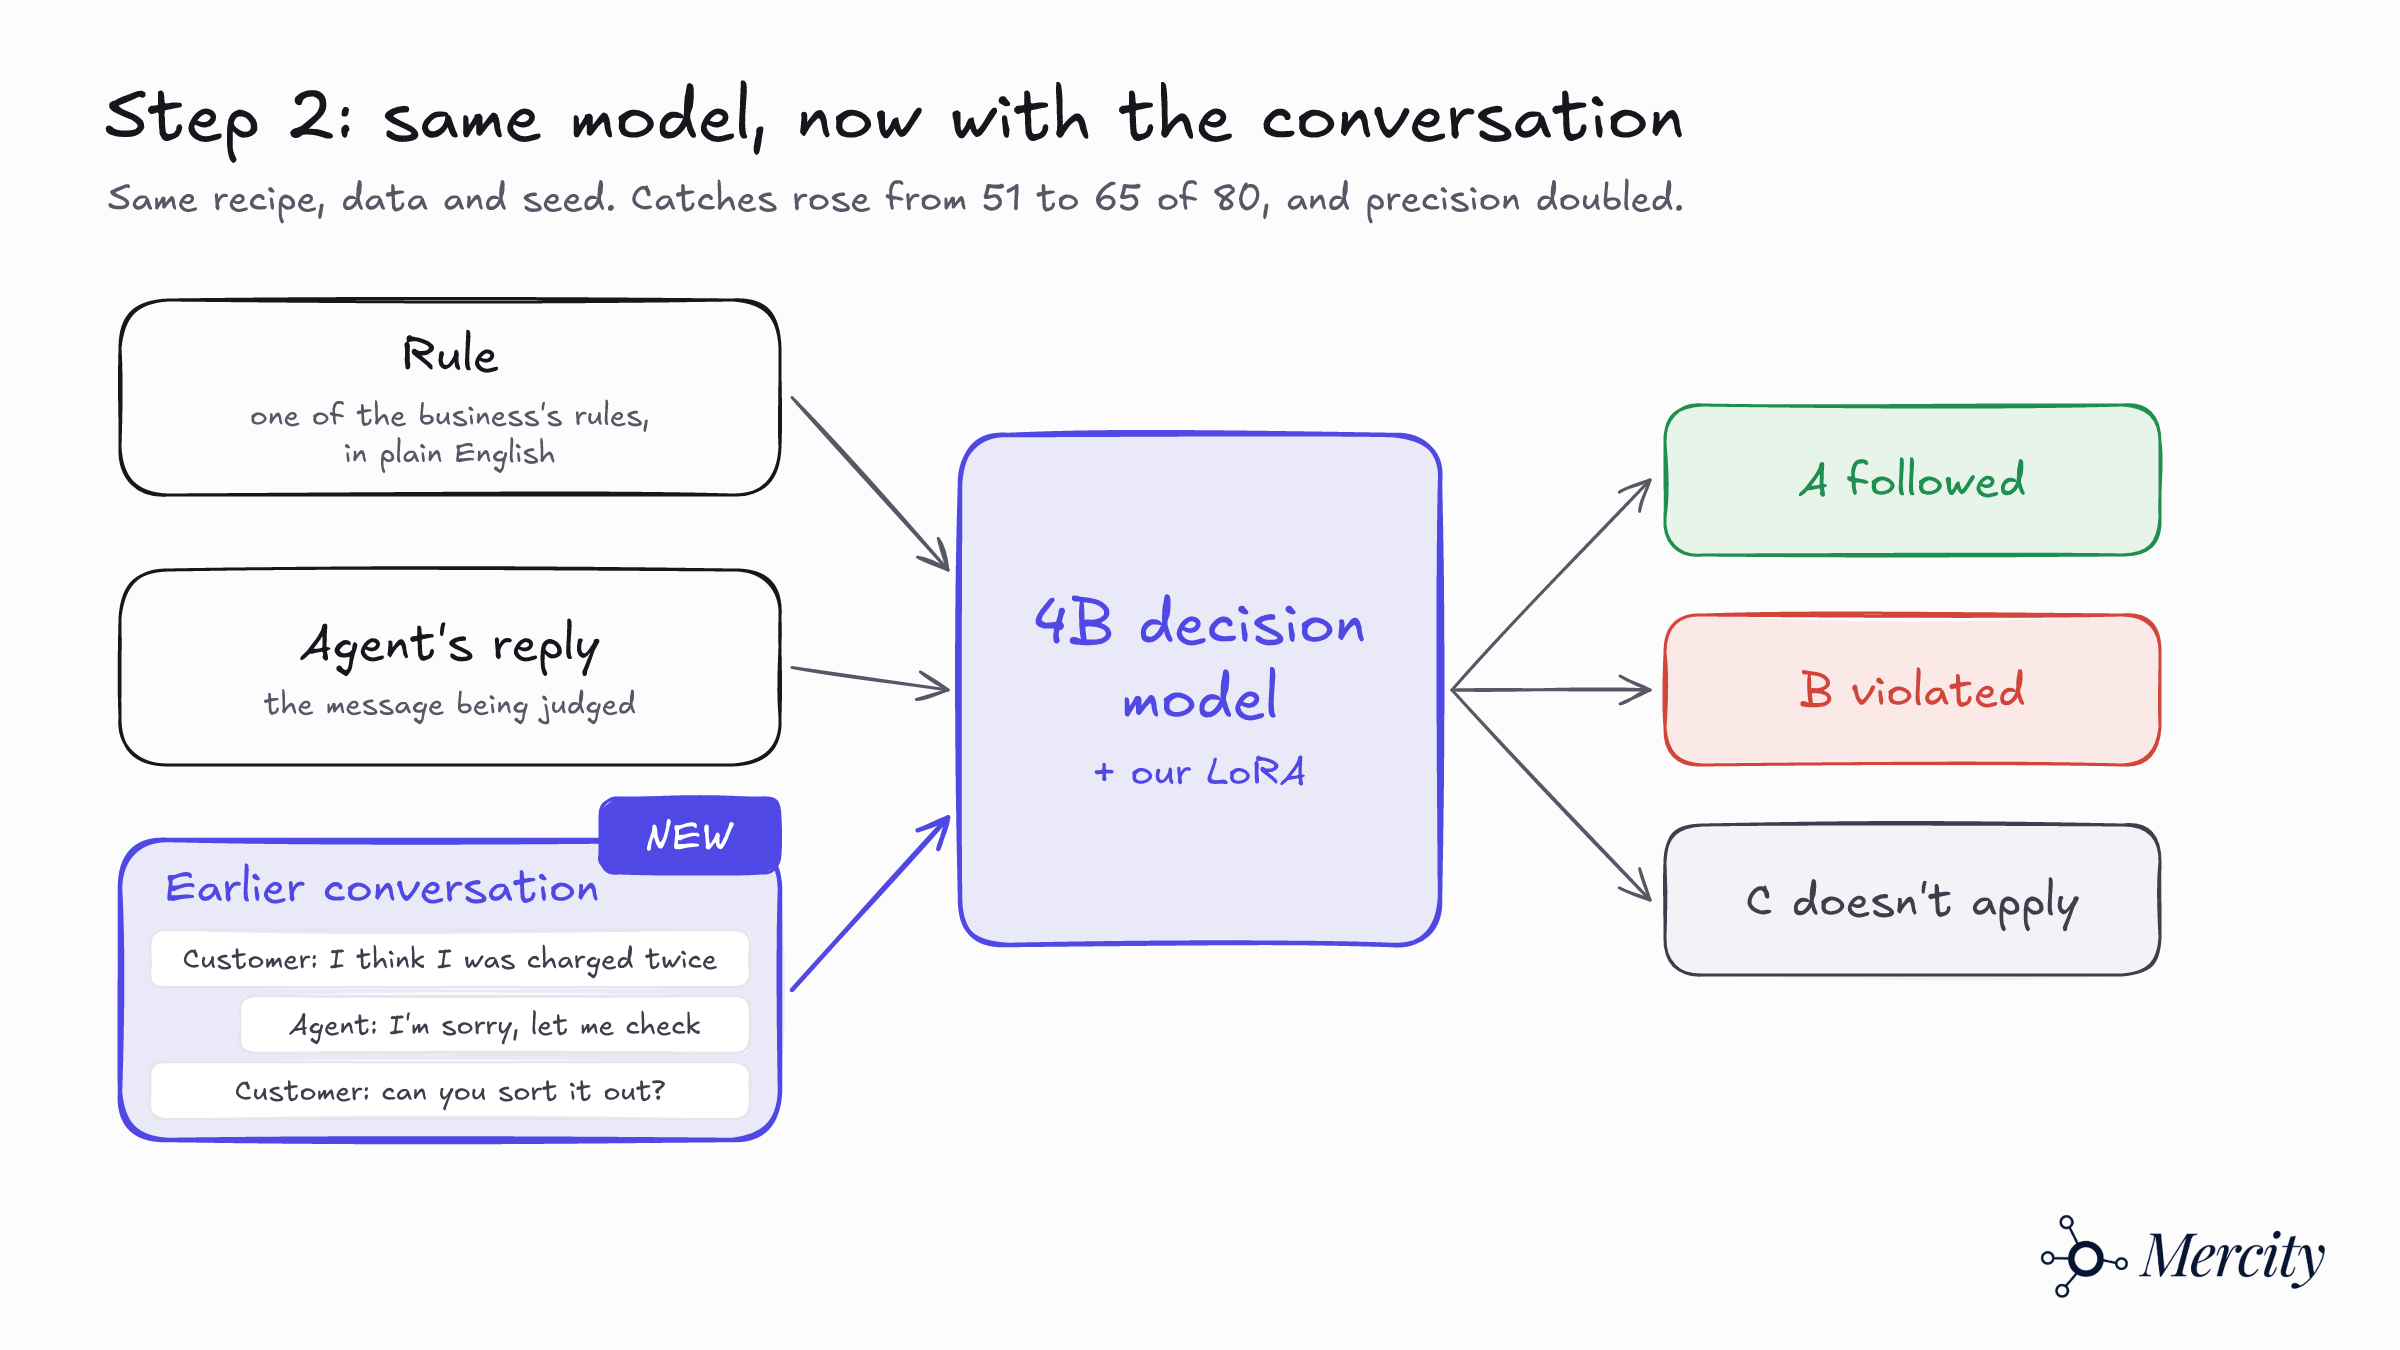 Step 2: same model, now with the conversation
Same recipe, data and seed. Catches rose from 51 to 65 of 80, and precision doubled.
Rule
one of the business's rules,
in plain English
Agent's reply
the message being judged
NEW
Earlier conversation
Customer: I think I was charged twice
Agent: I'm sorry, let me check
Customer: can you sort it out?
4B decision
model
+ our LoRA
A followed
B violated
C doesn't apply
Mercity